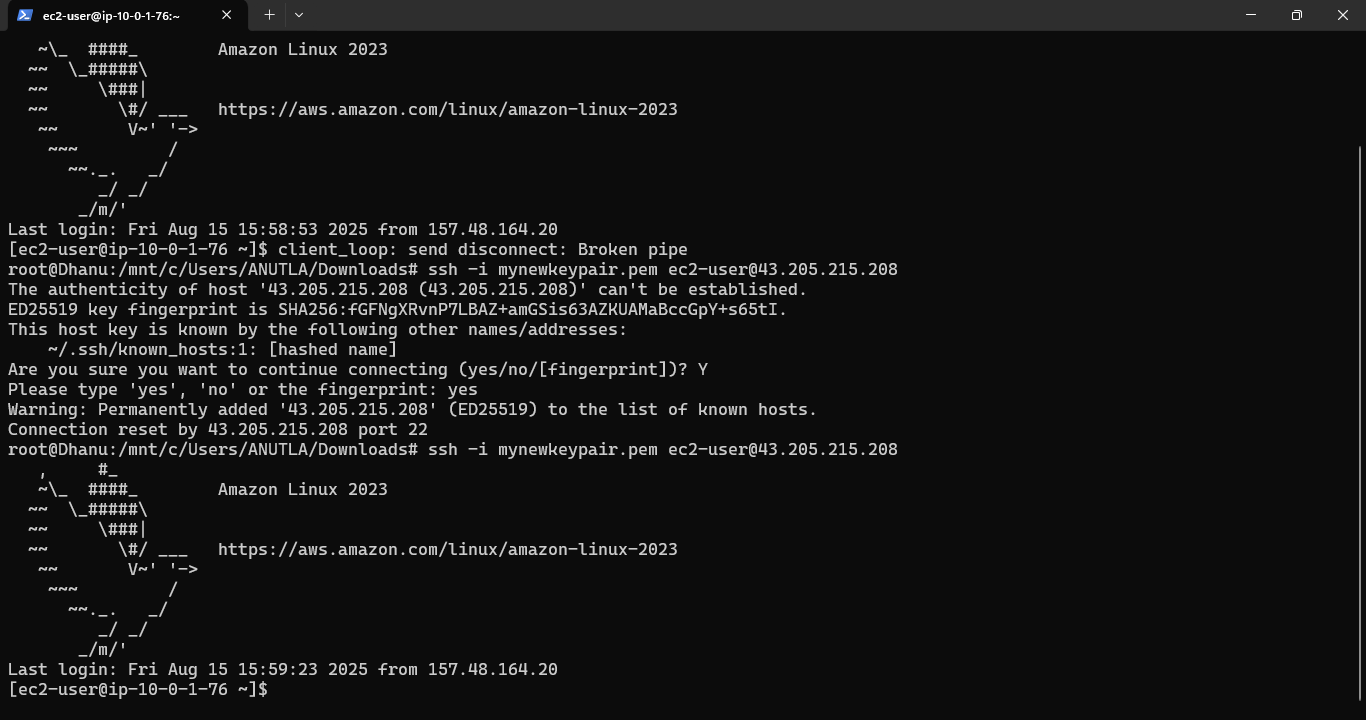 ec2-user@ip-10-0-1-76:~
   ~\_  ####_        Amazon Linux 2023
  ~~  \_#####\
  ~~     \###|
  ~~       \#/ ___   https://aws.amazon.com/linux/amazon-linux-2023
   ~~       V~' '->
    ~~~         /
      ~~._.   _/
         _/ _/
       _/m/'
Last login: Fri Aug 15 15:58:53 2025 from 157.48.164.20
[ec2-user@ip-10-0-1-76 ~]$ client_loop: send disconnect: Broken pipe
root@Dhanu:/mnt/c/Users/ANUTLA/Downloads# ssh -i mynewkeypair.pem ec2-user@43.205.215.208
The authenticity of host '43.205.215.208 (43.205.215.208)' can't be established.
ED25519 key fingerprint is SHA256:fGFNgXRvnP7LBAZ+amGSis63AZKUAMaBccGpY+s65tI.
This host key is known by the following other names/addresses:
    ~/.ssh/known_hosts:1: [hashed name]
Are you sure you want to continue connecting (yes/no/[fingerprint])? Y
Please type 'yes', 'no' or the fingerprint: yes
Warning: Permanently added '43.205.215.208' (ED25519) to the list of known hosts.
Connection reset by 43.205.215.208 port 22
root@Dhanu:/mnt/c/Users/ANUTLA/Downloads# ssh -i mynewkeypair.pem ec2-user@43.205.215.208
   ,     #_
   ~\_  ####_        Amazon Linux 2023
  ~~  \_#####\
  ~~     \###|
  ~~       \#/ ___   https://aws.amazon.com/linux/amazon-linux-2023
   ~~       V~' '->
    ~~~         /
      ~~._.   _/
         _/ _/
       _/m/'
Last login: Fri Aug 15 15:59:23 2025 from 157.48.164.20
[ec2-user@ip-10-0-1-76 ~]$